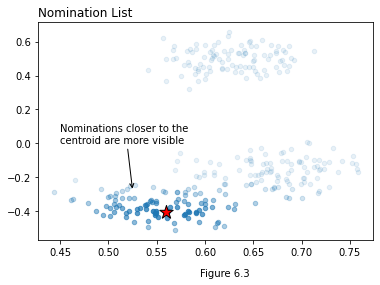 Nomination List
0.6
0.4
0.2
0.0
−0.2
−0.4
Nominations closer to the
centroid are more visible
0.45 0.50 0.55 0.60 0.65 0.70 0.75
Figure 6.3